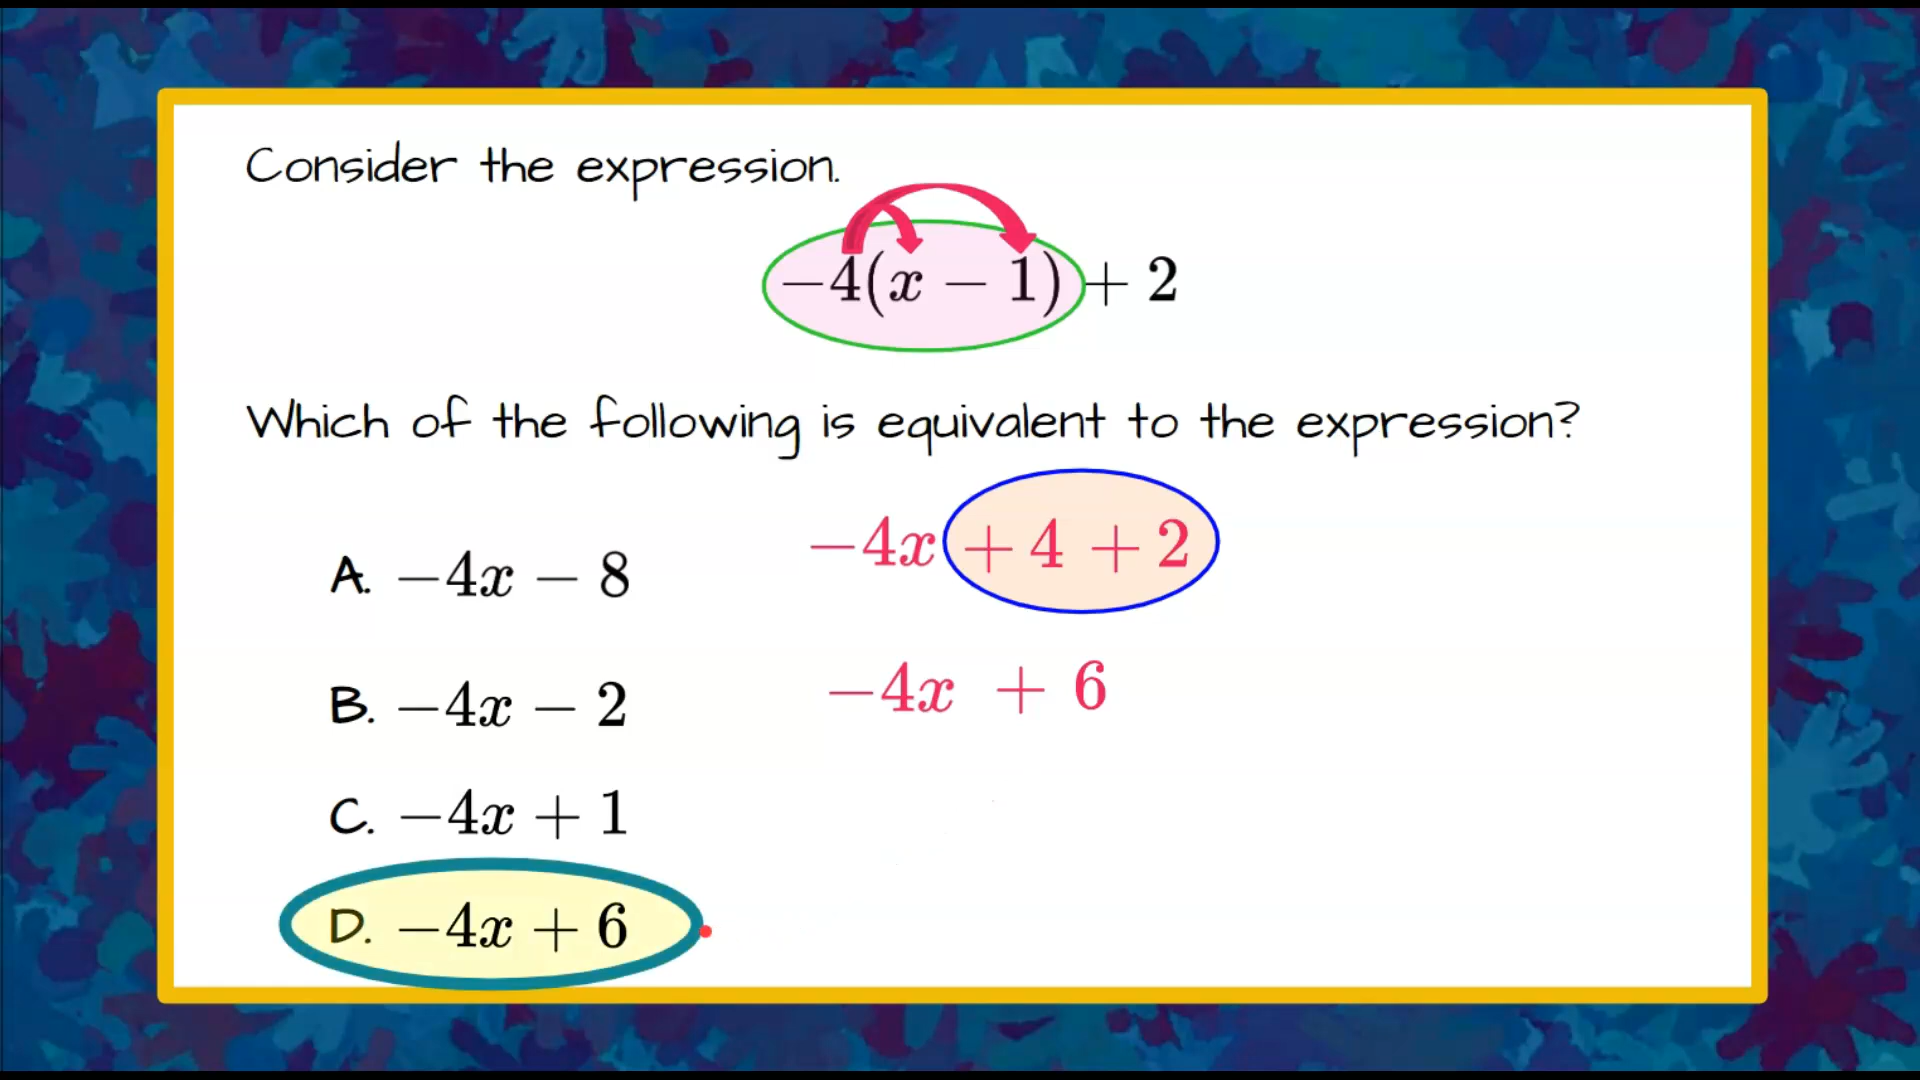 Consider the expression.
−4(x − 1) + 2
Which of the following is equivalent to the expression?
−4x + 4 + 2
A. −4x − 8
−4x + 6
B. −4x − 2
C. −4x + 1
D. −4x + 6